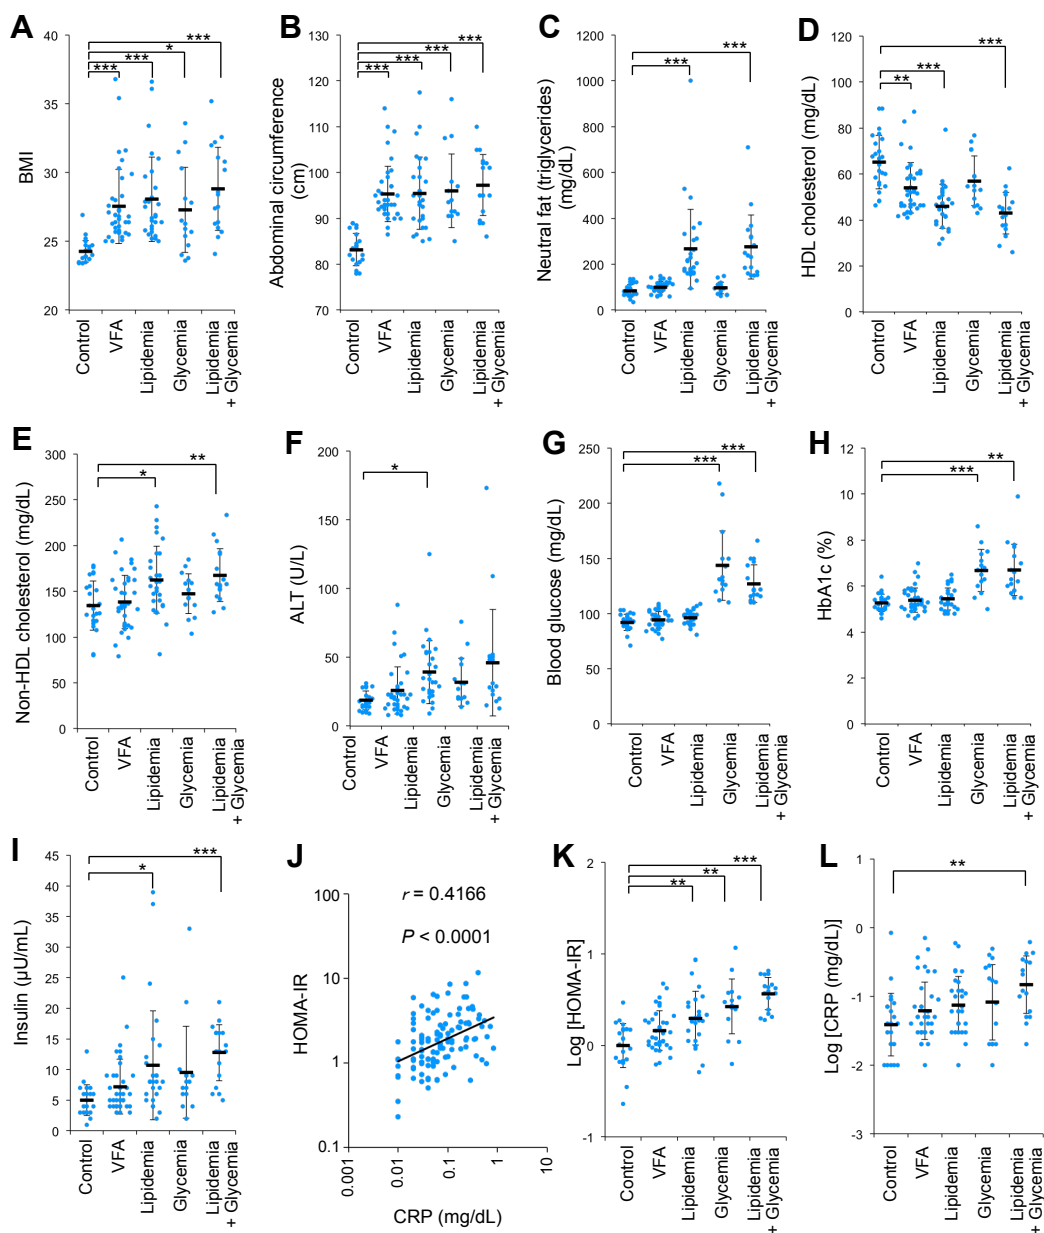 A
BMI
40
35
30
25
20
***
***
*
***
Control
VFA
Lipidemia
Glycemia
Lipidemia
+ Glycemia
B
Abdominal circumference
(cm)
130
120
110
100
90
80
70
***
***
***
***
Control
VFA
Lipidemia
Glycemia
Lipidemia
+ Glycemia
C
Neutral fat (triglycerides)
(mg/dL)
1200
1000
800
600
400
200
0
***
***
Control
VFA
Lipidemia
Glycemia
Lipidemia
+ Glycemia
D
HDL cholesterol (mg/dL)
120
100
80
60
40
20
0
***
***
**
Control
VFA
Lipidemia
Glycemia
Lipidemia
+ Glycemia
E
Non-HDL cholesterol (mg/dL)
300
250
200
150
100
50
0
**
*
Control
VFA
Lipidemia
Glycemia
Lipidemia
+ Glycemia
F
ALT (U/L)
200
150
100
50
0
*
Control
VFA
Lipidemia
Glycemia
Lipidemia
+ Glycemia
G
Blood glucose (mg/dL)
250
200
150
100
50
0
***
***
Control
VFA
Lipidemia
Glycemia
Lipidemia
+ Glycemia
H
HbA1c (%)
12
10
8
6
4
2
0
**
***
Control
VFA
Lipidemia
Glycemia
Lipidemia
+ Glycemia
I
Insulin (µU/mL)
45
40
35
30
25
20
15
10
5
0
***
*
Control
VFA
Lipidemia
Glycemia
Lipidemia
+ Glycemia
J
HOMA-IR
100
10
1
0.1
r = 0.4166
P < 0.0001
0.001
0.01
0.1
1
10
CRP (mg/dL)
K
Log [HOMA-IR]
2
1
0
-1
***
**
**
Control
VFA
Lipidemia
Glycemia
Lipidemia
+ Glycemia
L
Log [CRP (mg/dL)]
1
0
-1
-2
-3
**
Control
VFA
Lipidemia
Glycemia
Lipidemia
+ Glycemia